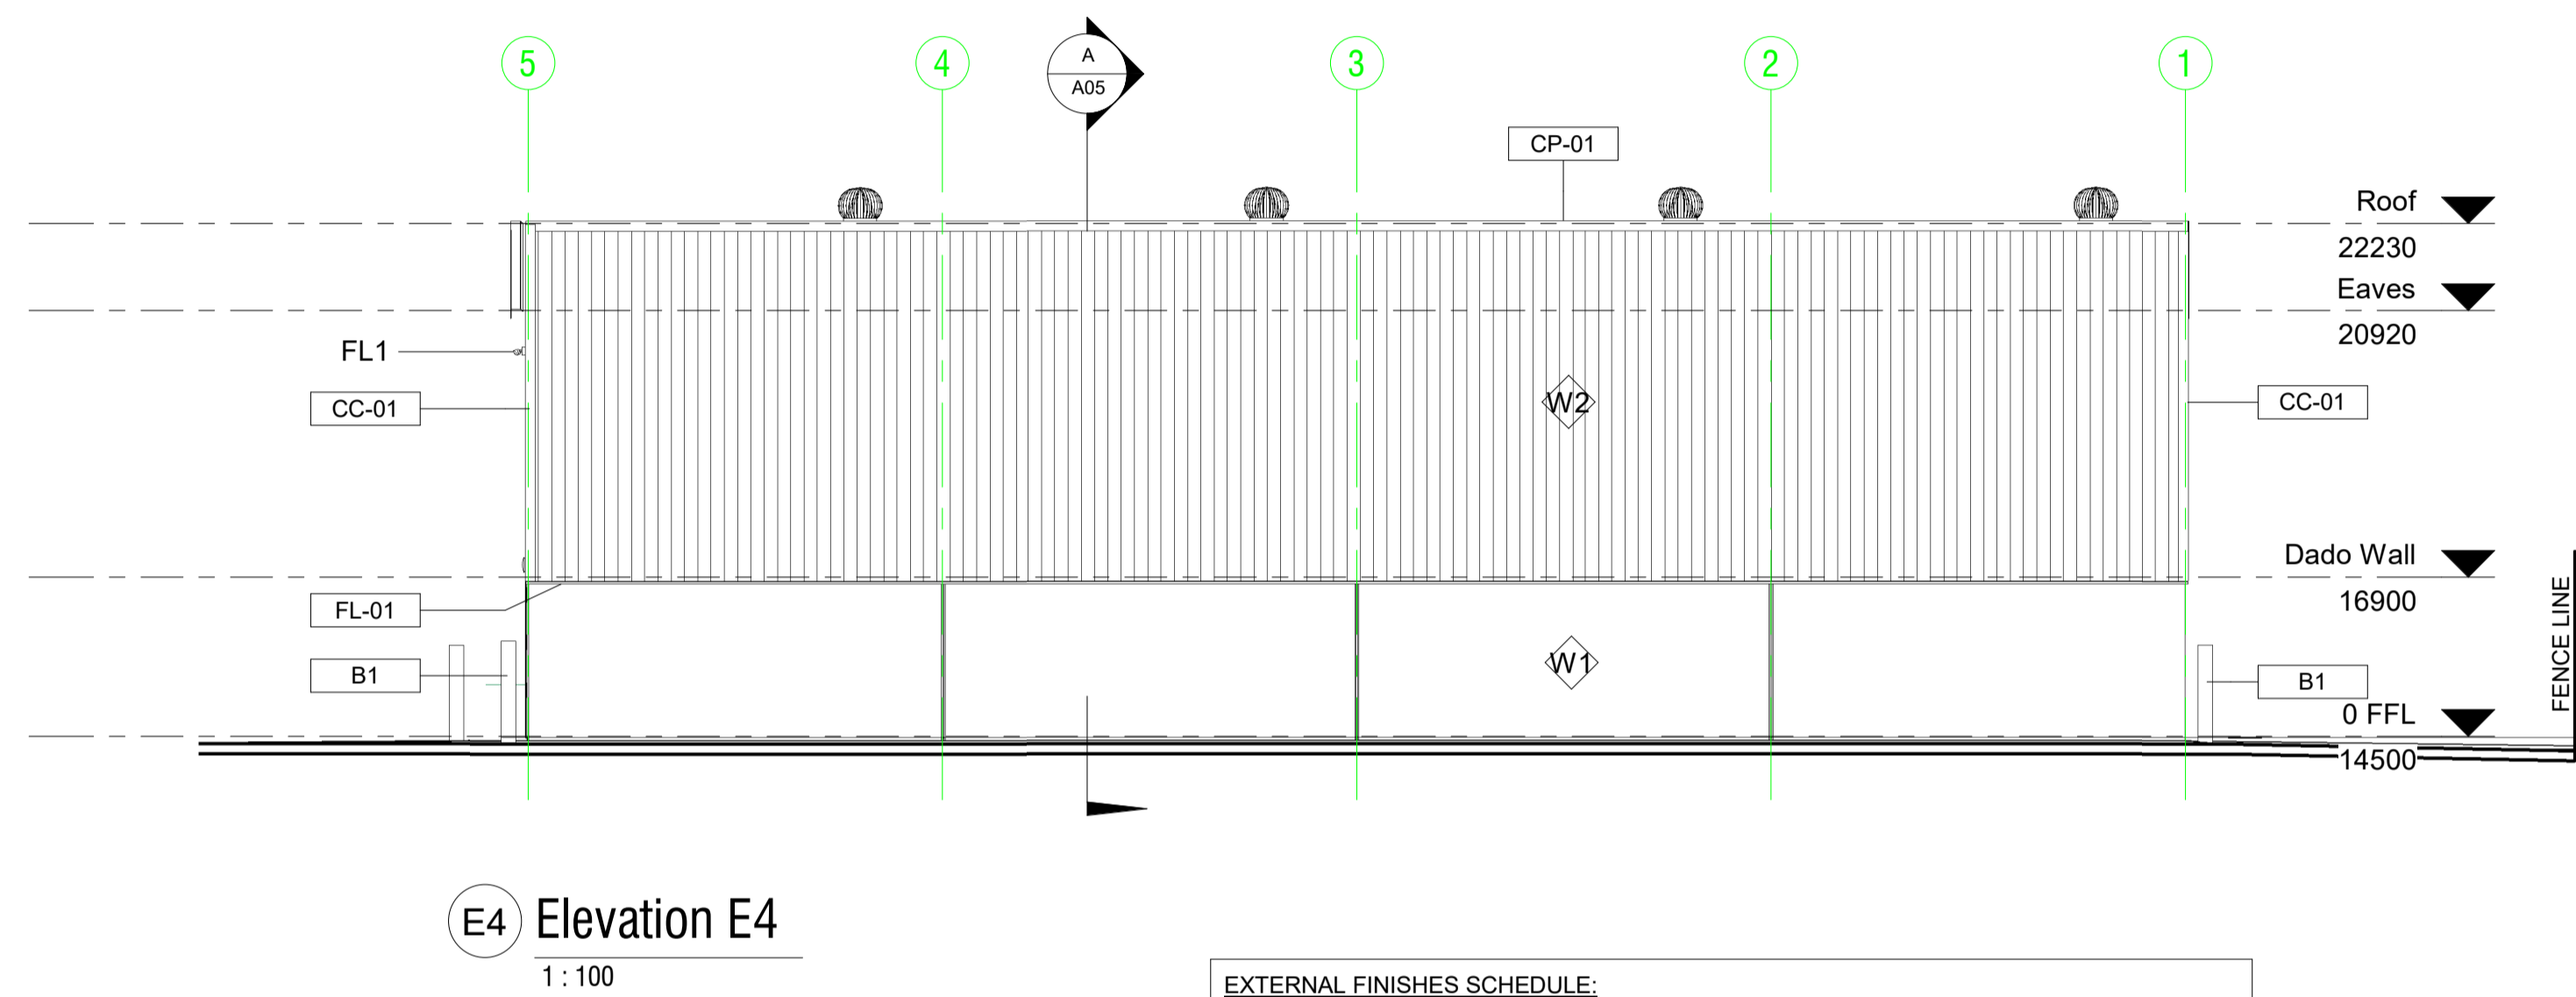 5
4
A
A05
3
2
1
CP-01
Roof
22230
Eaves
20920
FL1
CC-01
W2
CC-01
Dado Wall
16900
FL-01
W1
B1
B1
FENCE LINE
0 FFL
14500
E4
Elevation E4
1 : 100
EXTERNAL FINISHES SCHEDULE: